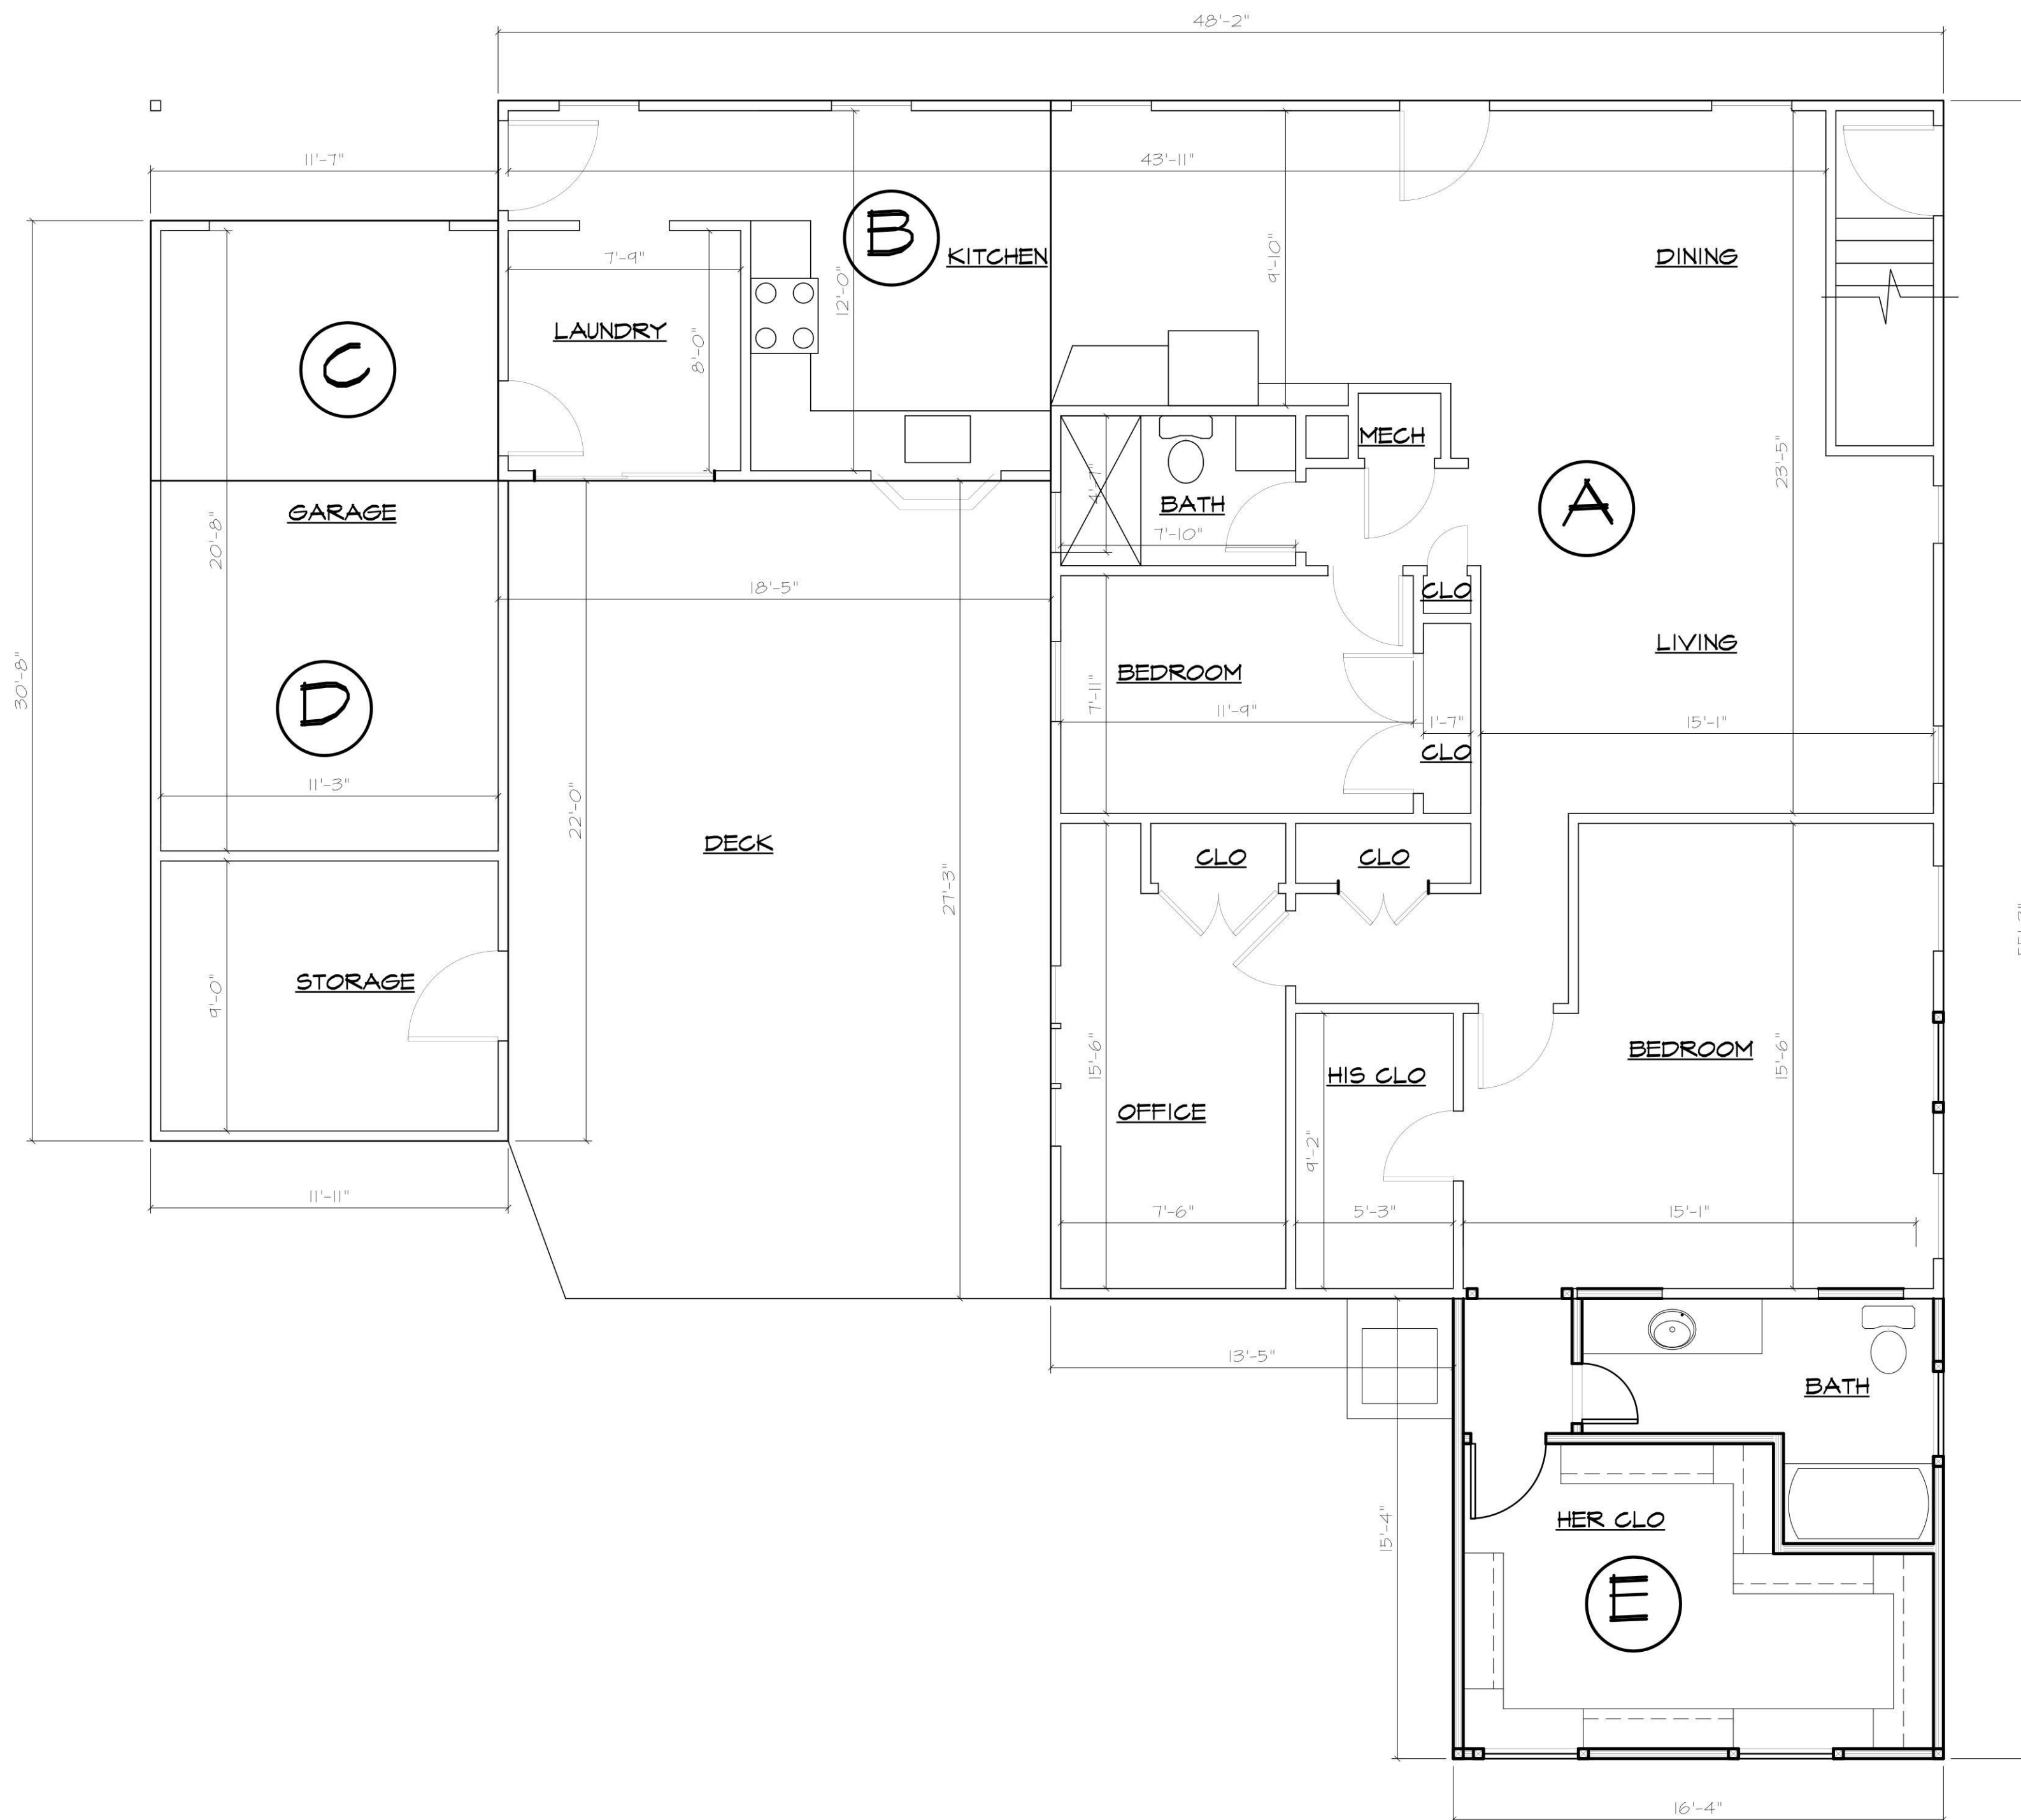 48'-2"
11'-7"
43'-11"
B
KITCHEN
DINING
7'-9"
9'-10"
12'-0"
LAUNDRY
8'-0"
C
MECH
23'-5"
A
4'-7"
BATH
7'-10"
GARAGE
20'-8"
18'-5"
CLO
LIVING
BEDROOM
30'-8"
7'-11"
D
11'-9"
1'-7"
15'-1"
CLO
11'-3"
22'-0"
DECK
CLO
CLO
27'-3"
STORAGE
9'-0"
15'-6"
BEDROOM
15'-6"
HIS CLO
OFFICE
9'-2"
11'-11"
7'-6"
5'-3"
15'-1"
13'-5"
BATH
15'-4"
HER CLO
E
16'-4"